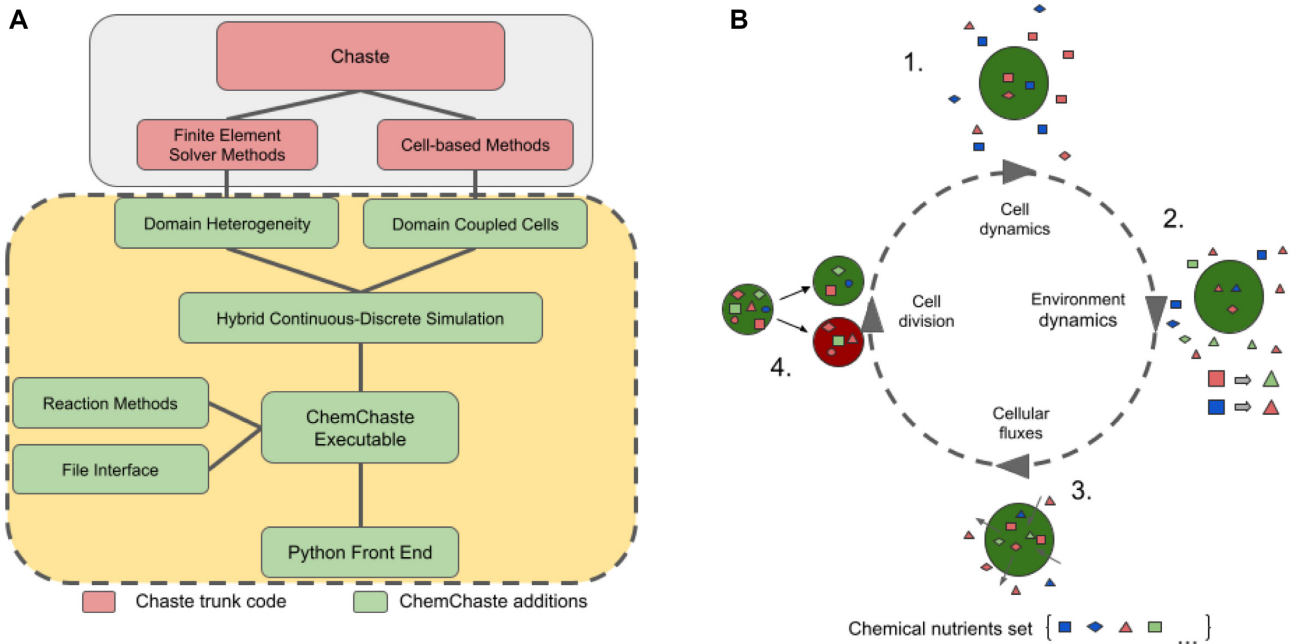 A
Chaste
Finite Element
Solver Methods
Cell-based Methods
Domain Heterogeneity
Domain Coupled Cells
Hybrid Continuous-Discrete Simulation
Reaction Methods
File Interface
ChemChaste
Executable
Python Front End
Chaste trunk code
ChemChaste additions
B
1.
Cell
dynamics
2.
Environment
dynamics
Cell
division
4.
Cellular
fluxes
3.
Chemical nutrients set { ... }